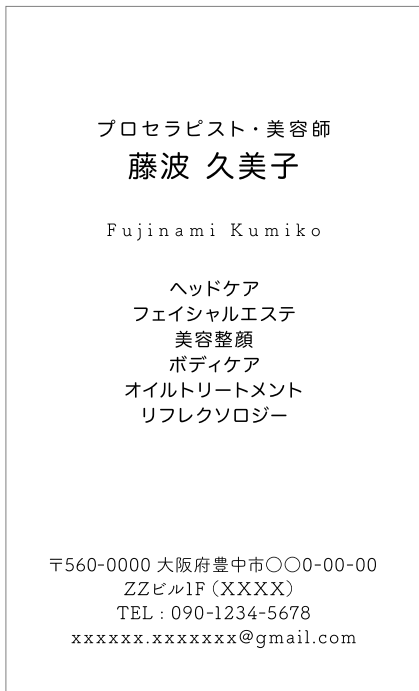 プロセラピスト・美容師
藤波 久美子
Fujinami Kumiko
ヘッドケア
フェイシャルエステ
美容整顔
ボディケア
オイルトリートメント
リフレクソロジー
〒560-0000 大阪府豊中市〇〇0-00-00
ZZビル1F（XXXX）
TEL : 090-1234-5678
xxxxxx.xxxxxxx@gmail.com